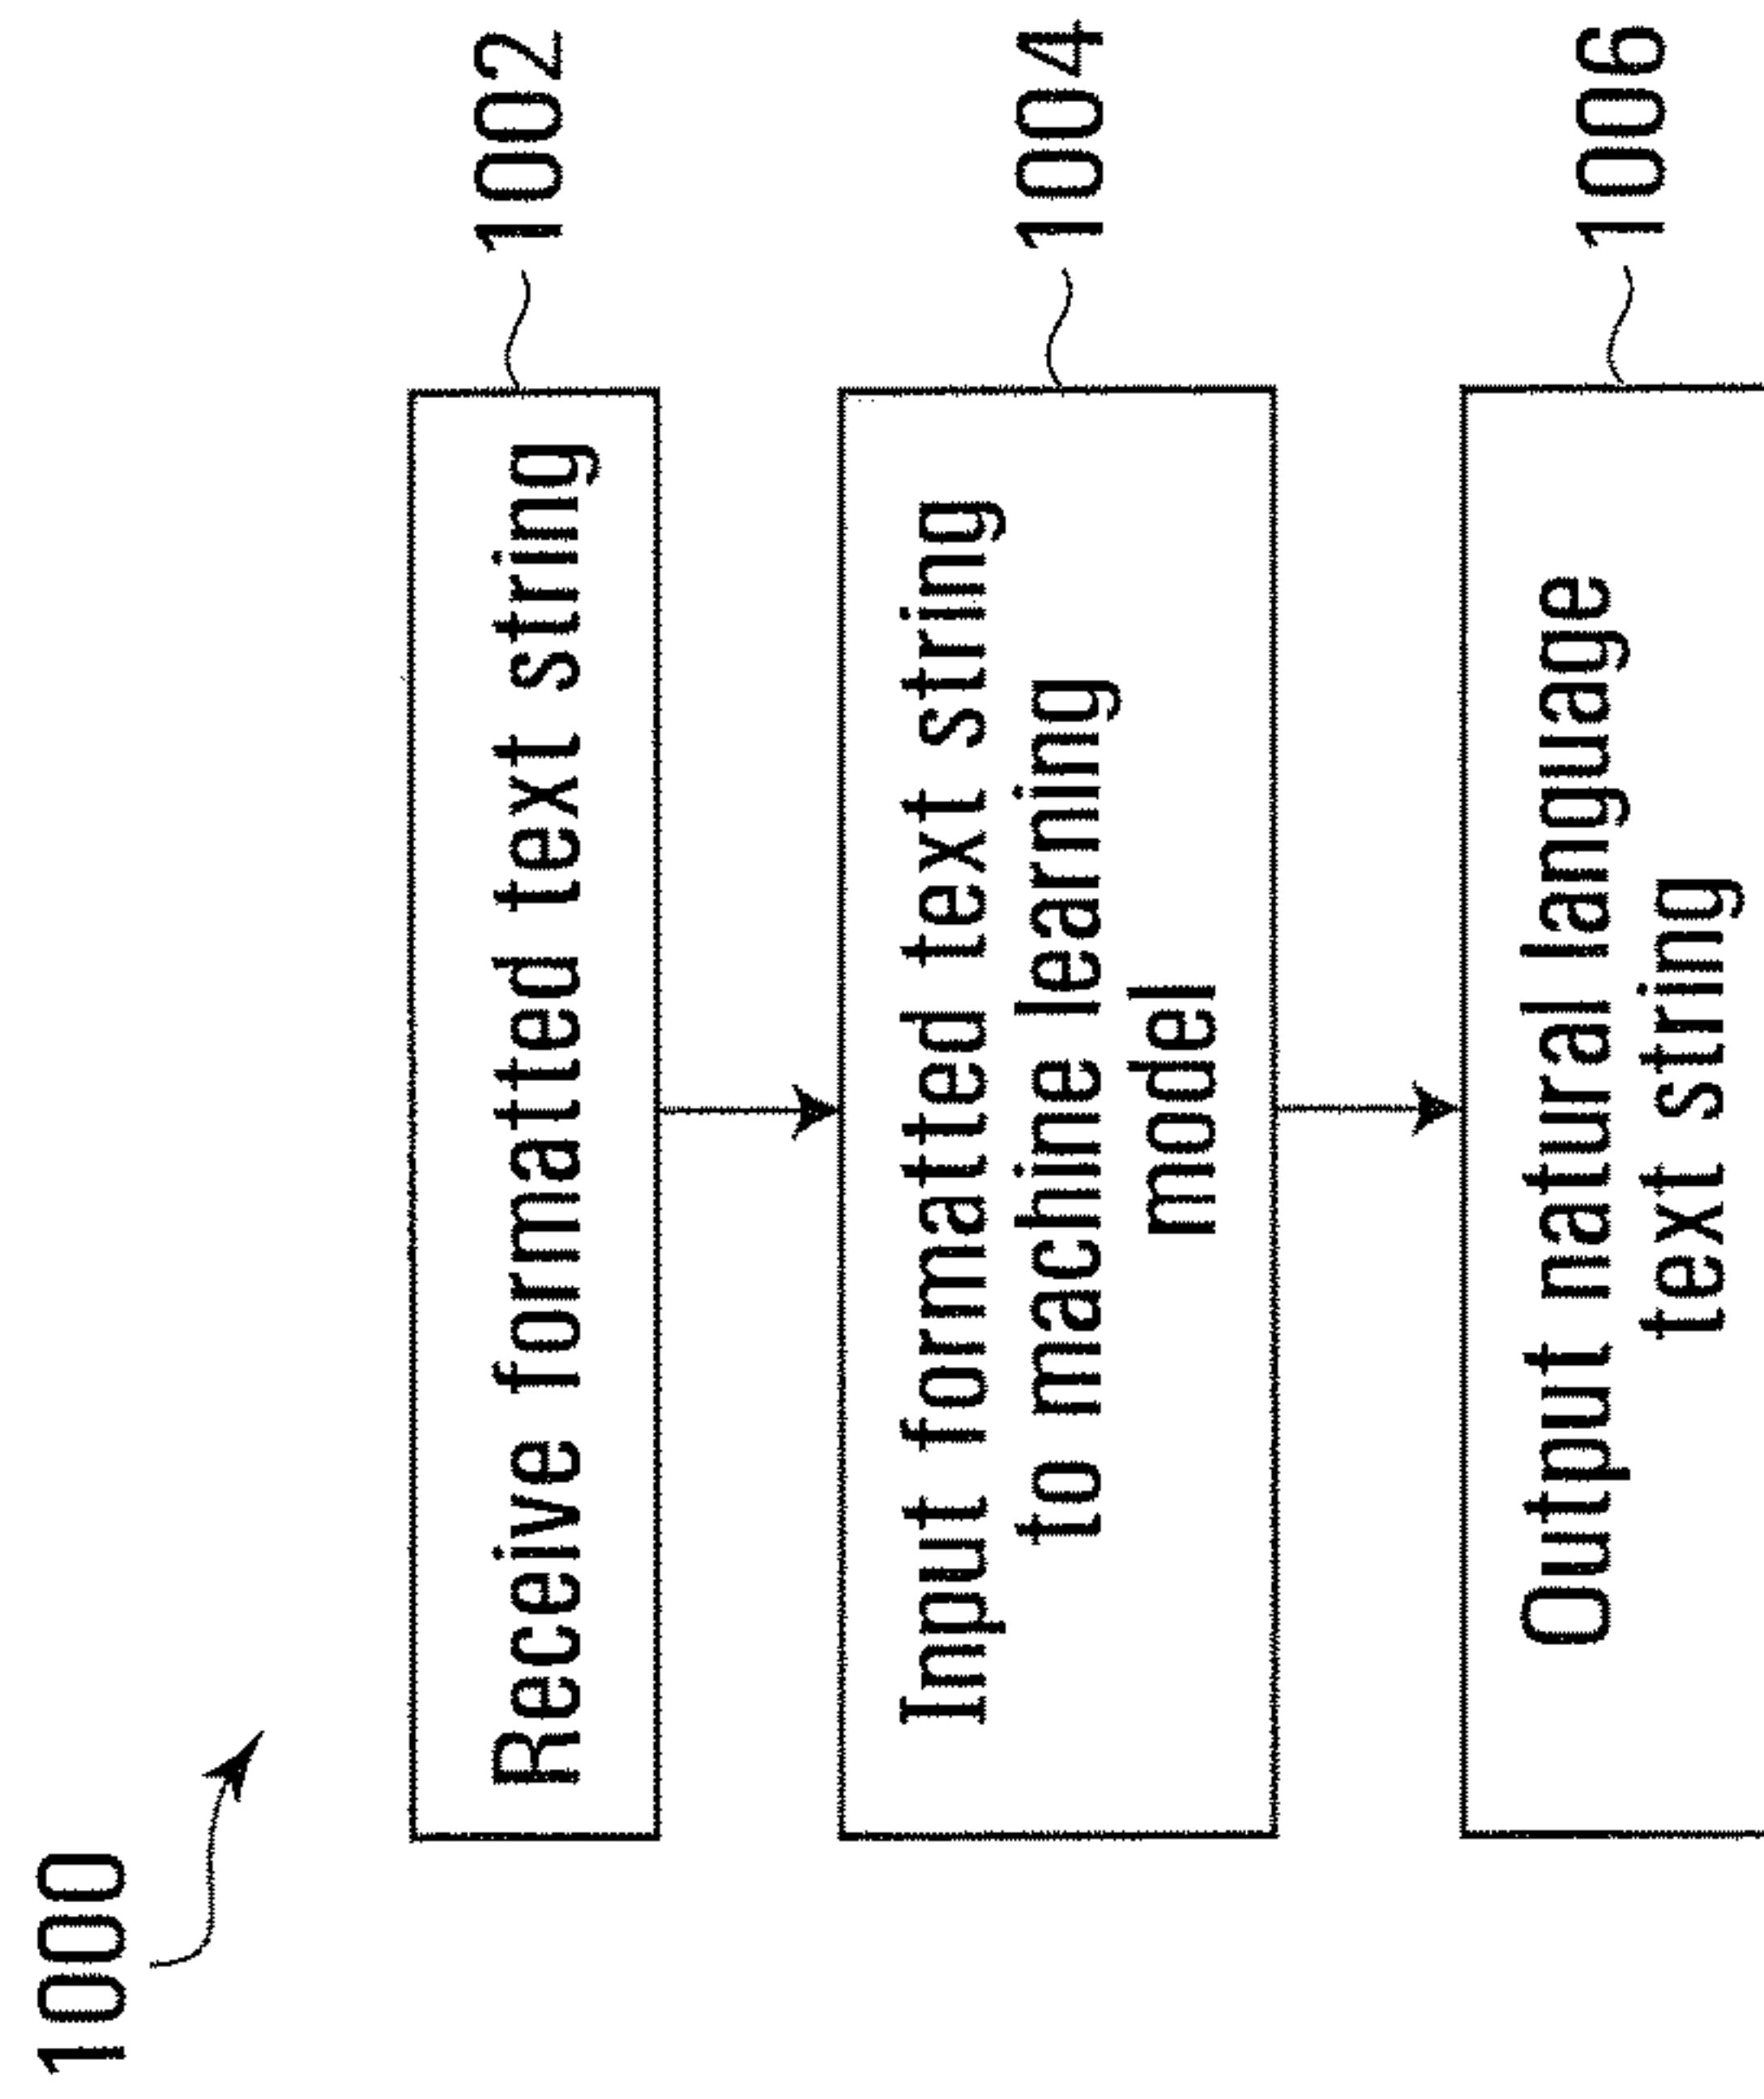 1000
Receive formatted text string
1002
Input formatted text string
to machine learning
model
1004
Output natural language
text string
1006